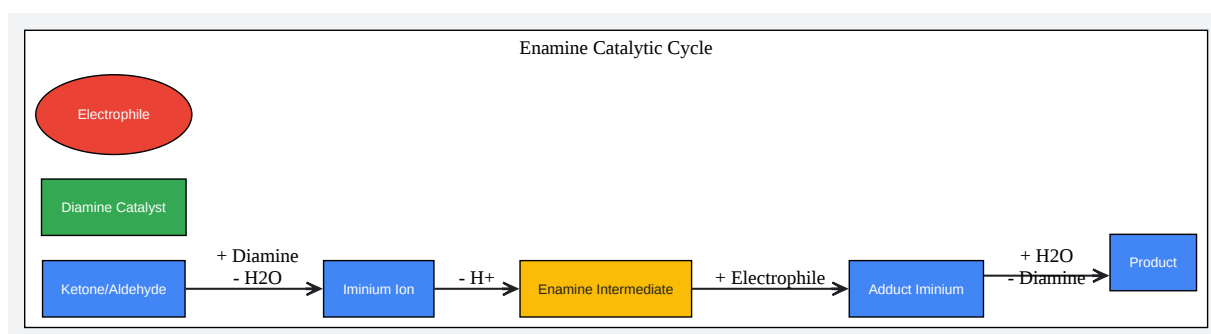 Enamine Catalytic Cycle
Electrophile
Diamine Catalyst
Ketone/Aldehyde
+ Diamine
- H2O
Iminium Ion
- H+
Enamine Intermediate
+ Electrophile
Adduct Iminium
+ H2O
- Diamine
Product